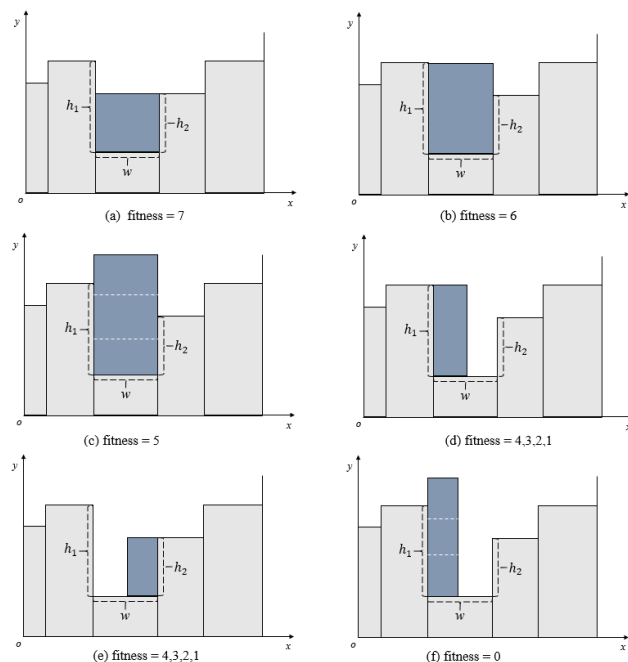 y
h₁
h₂
w
o
x
(a) fitness = 7
y
h₁
h₂
w
o
x
(b) fitness = 6
y
h₁
h₂
w
o
x
(c) fitness = 5
y
h₁
h₂
w
o
x
(d) fitness = 4,3,2,1
y
h₁
h₂
w
o
x
(e) fitness = 4,3,2,1
y
h₁
h₂
w
o
x
(f) fitness = 0